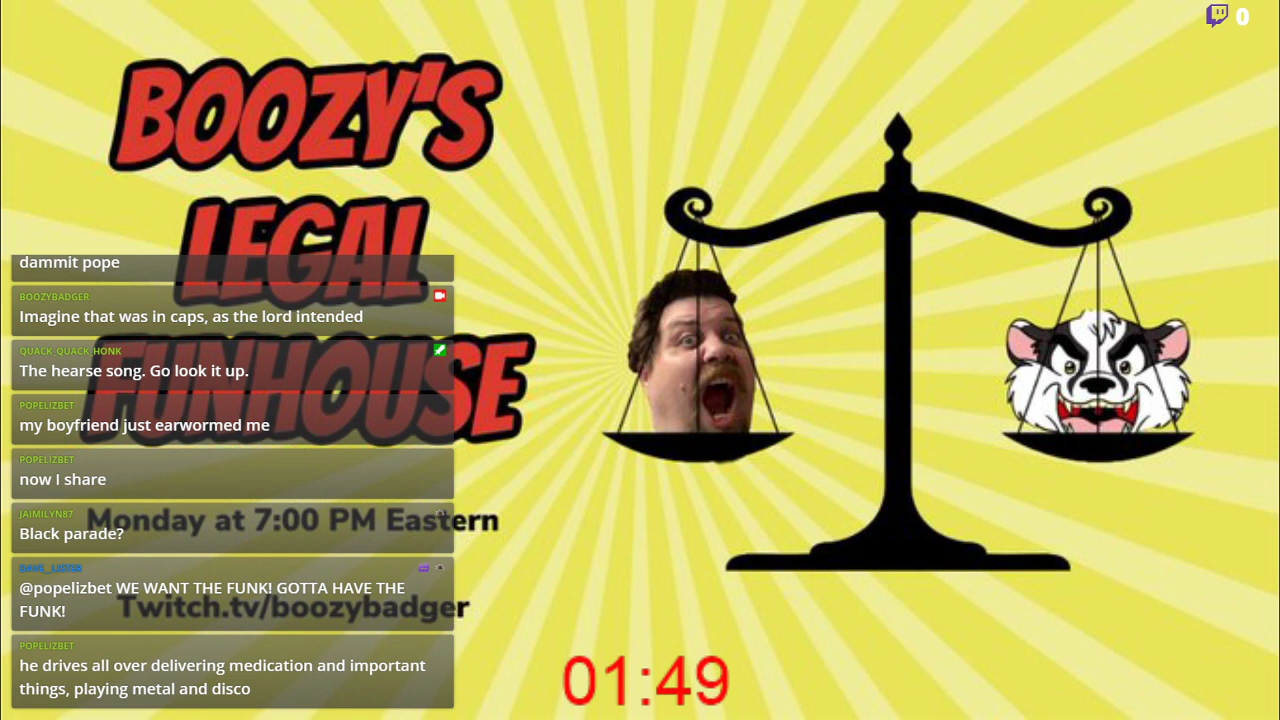 0
BOOZY'S
LEGAL
FUNHOUSE
Monday at 7:00 PM Eastern
Twitch.tv/boozybadger
dammit pope
BOOZYBADGER
Imagine that was in caps, as the lord intended
QUACK_QUACK_HONK
The hearse song. Go look it up.
POPELIZBET
my boyfriend just earwormed me
POPELIZBET
now I share
JAIMILYN87
Black parade?
DAVE__LISTER
@popelizbet WE WANT THE FUNK! GOTTA HAVE THE
FUNK!
POPELIZBET
he drives all over delivering medication and important
things, playing metal and disco
01:49